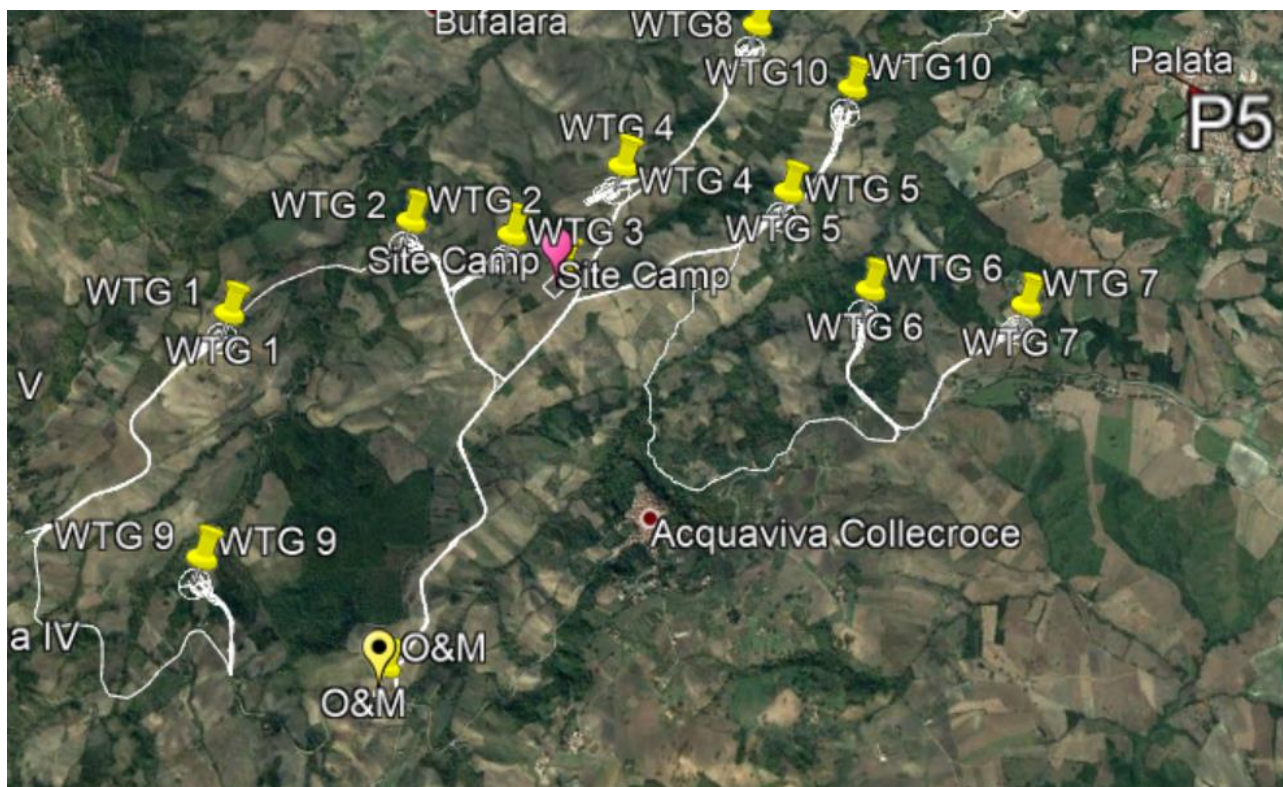 Bufalara
WTG8
WTG10
WTG10
Palata
P5
WTG 4
WTG 4
WTG 2
WTG 2
WTG 5
WTG 5
WTG 3
Site Camp
Site Camp
WTG 6
WTG 7
WTG 1
WTG 6
WTG 7
WTG 1
V
WTG 9
WTG 9
Acquaviva Collecroce
a IV
O&M
O&M